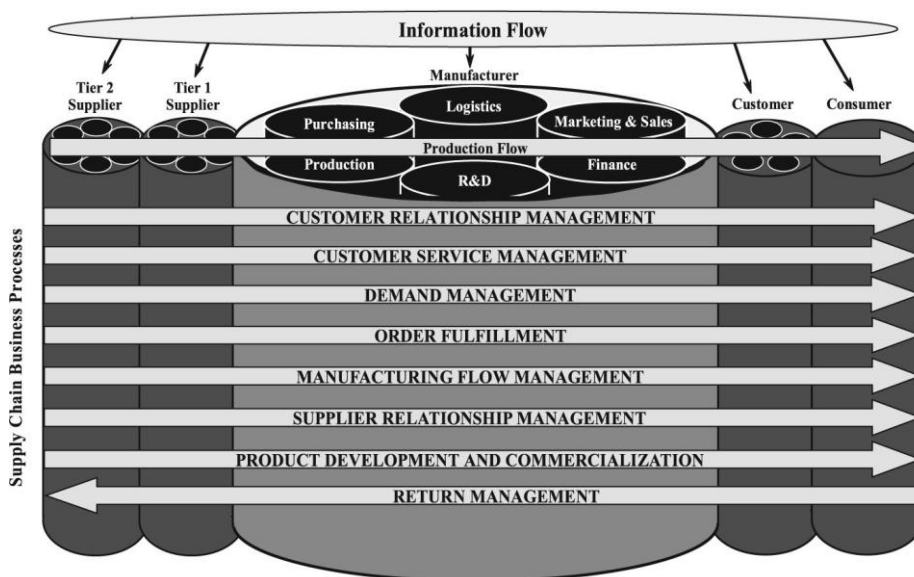 Information Flow
Tier 2
Supplier
Tier 1
Supplier
Manufacturer
Customer
Consumer
Logistics
Purchasing
Marketing & Sales
Production Flow
Production
Finance
R&D
Supply Chain Business Processes
CUSTOMER RELATIONSHIP MANAGEMENT
CUSTOMER SERVICE MANAGEMENT
DEMAND MANAGEMENT
ORDER FULFILLMENT
MANUFACTURING FLOW MANAGEMENT
SUPPLIER RELATIONSHIP MANAGEMENT
PRODUCT DEVELOPMENT AND COMMERCIALIZATION
RETURN MANAGEMENT